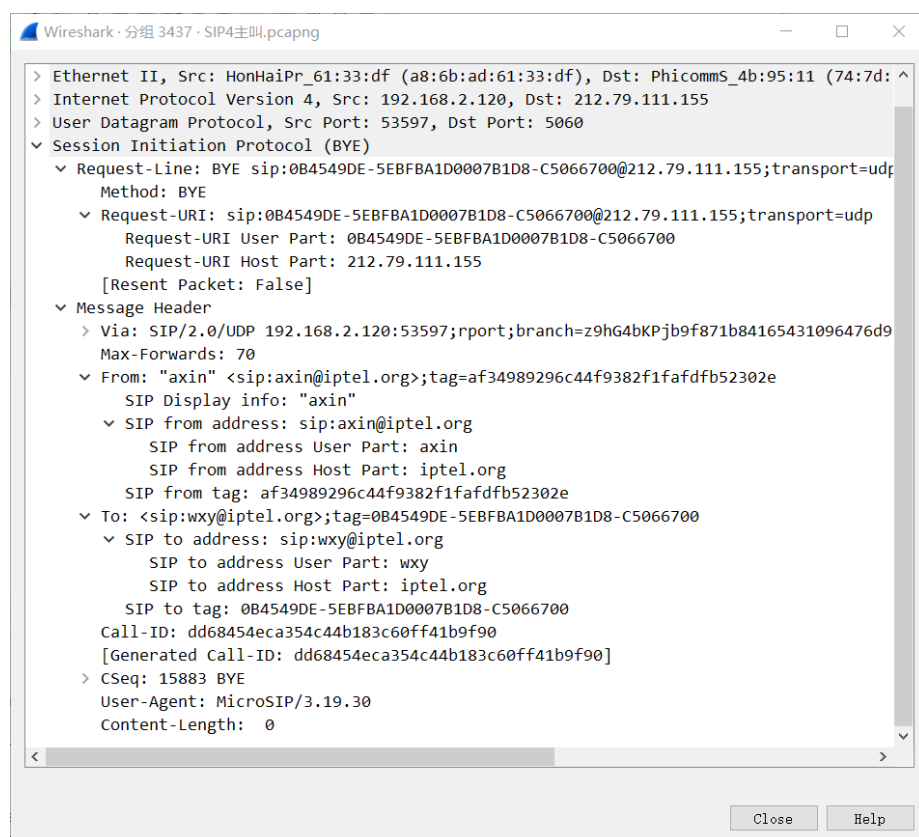 Wireshark · 分组 3437 · SIP4主叫.pcapng
Ethernet II, Src: HonHaiPr_61:33:df (a8:6b:ad:61:33:df), Dst: PhicommS_4b:95:11 (74:7d:
Internet Protocol Version 4, Src: 192.168.2.120, Dst: 212.79.111.155
User Datagram Protocol, Src Port: 53597, Dst Port: 5060
Session Initiation Protocol (BYE)
Request-Line: BYE sip:0B4549DE-5EBFBA1D0007B1D8-C5066700@212.79.111.155;transport=udp
Method: BYE
Request-URI: sip:0B4549DE-5EBFBA1D0007B1D8-C5066700@212.79.111.155;transport=udp
Request-URI User Part: 0B4549DE-5EBFBA1D0007B1D8-C5066700
Request-URI Host Part: 212.79.111.155
[Resent Packet: False]
Message Header
Via: SIP/2.0/UDP 192.168.2.120:53597;rport;branch=z9hG4bKPjb9f871b84165431096476d9
Max-Forwards: 70
From: "axin" <sip:axin@iptel.org>;tag=af34989296c44f9382f1fafdfb52302e
SIP Display info: "axin"
SIP from address: sip:axin@iptel.org
SIP from address User Part: axin
SIP from address Host Part: iptel.org
SIP from tag: af34989296c44f9382f1fafdfb52302e
To: <sip:wxy@iptel.org>;tag=0B4549DE-5EBFBA1D0007B1D8-C5066700
SIP to address: sip:wxy@iptel.org
SIP to address User Part: wxy
SIP to address Host Part: iptel.org
SIP to tag: 0B4549DE-5EBFBA1D0007B1D8-C5066700
Call-ID: dd68454eca354c44b183c60ff41b9f90
[Generated Call-ID: dd68454eca354c44b183c60ff41b9f90]
CSeq: 15883 BYE
User-Agent: MicroSIP/3.19.30
Content-Length:  0
Close Help